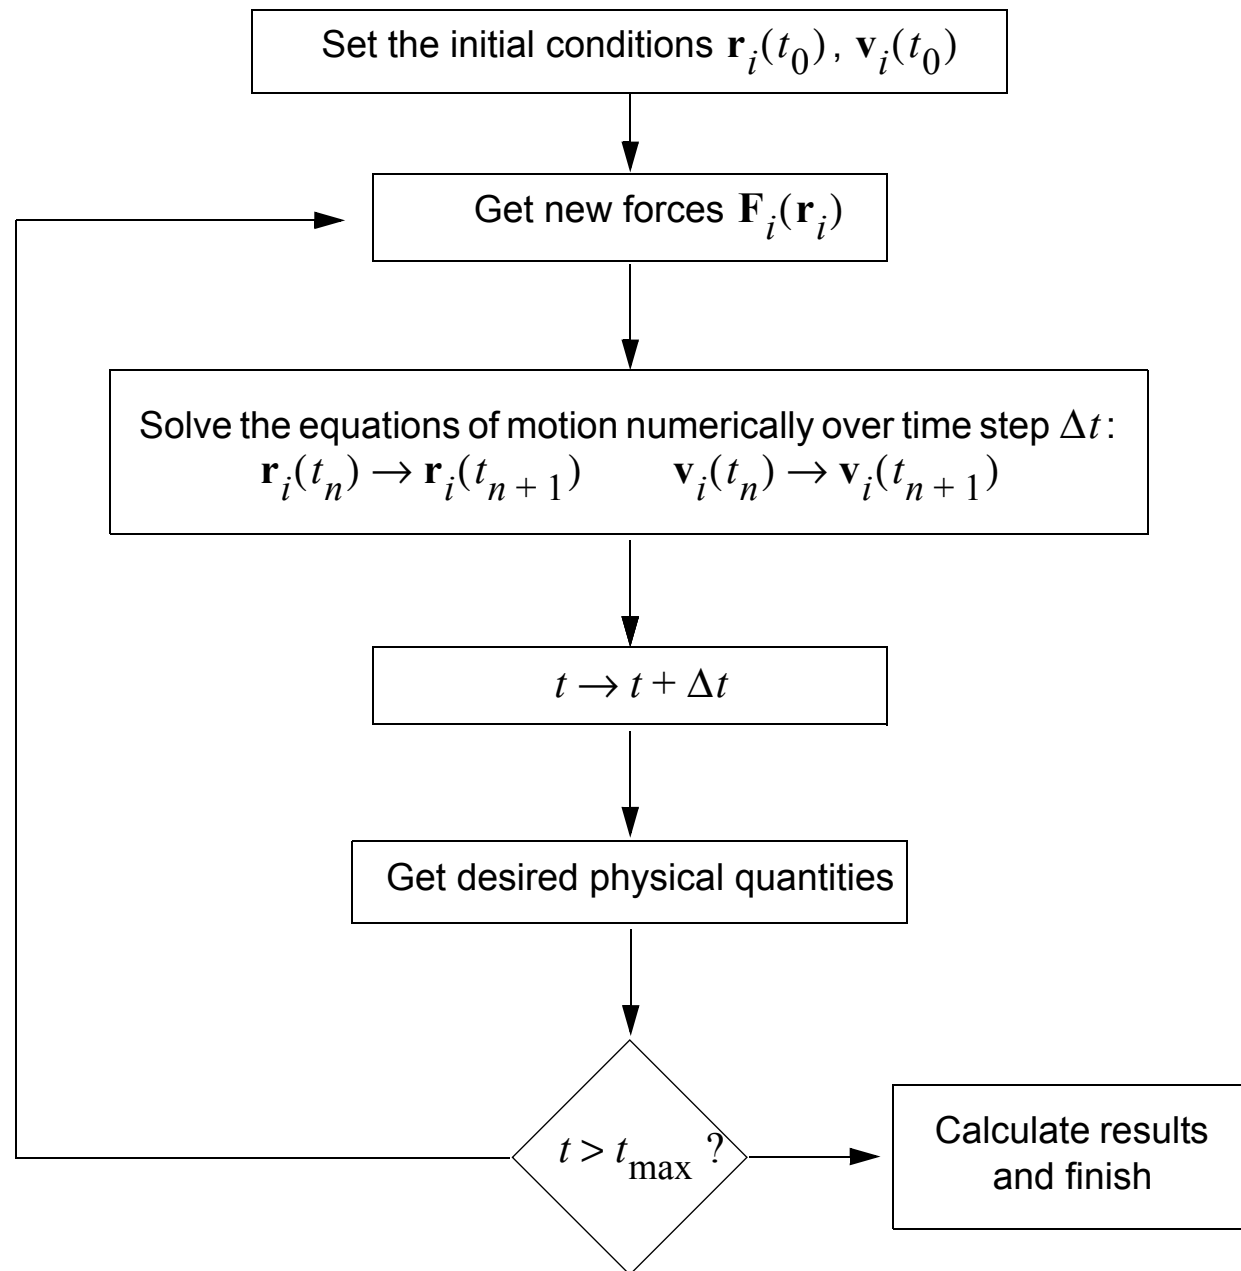 Set the initial conditions r_i(t_0), v_i(t_0)
Get new forces F_i(r_i)
Solve the equations of motion numerically over time step Δt:
r_i(t_n) → r_i(t_{n+1}) v_i(t_n) → v_i(t_{n+1})
t → t + Δt
Get desired physical quantities
t > t_max ?
Calculate results
and finish